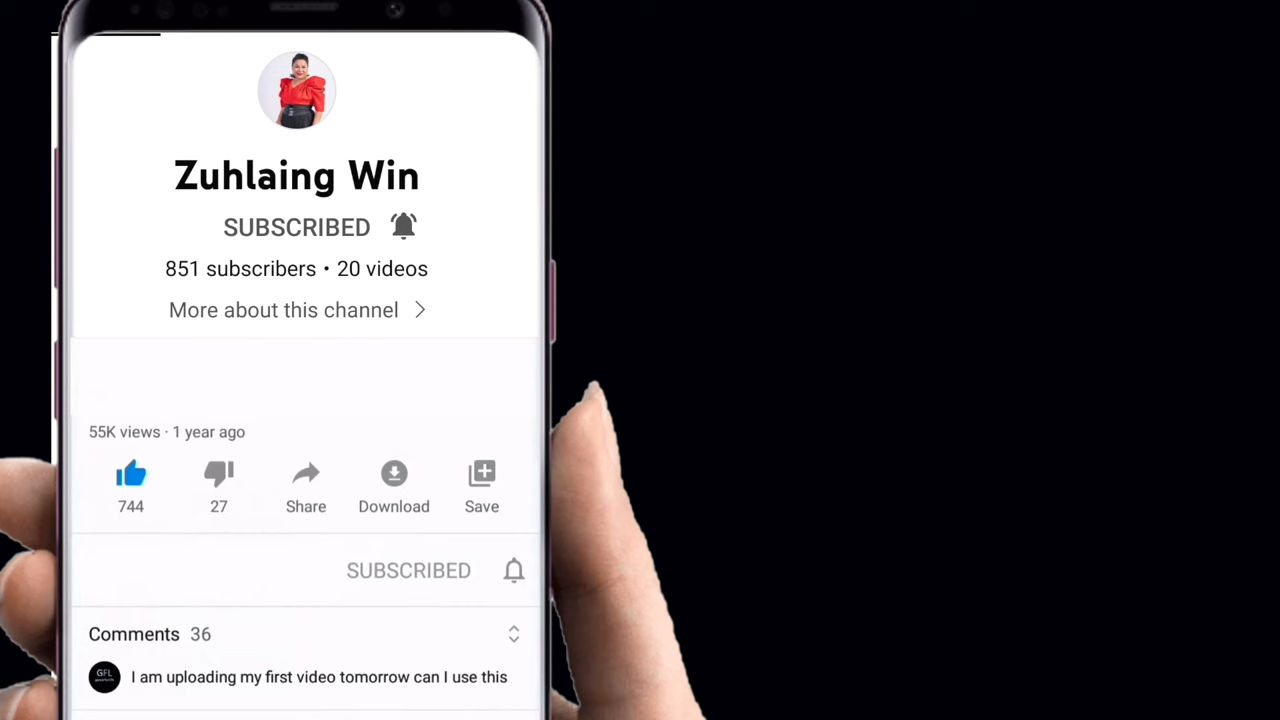 Zuhlaing Win
SUBSCRIBED
851 subscribers • 20 videos
More about this channel
55K views · 1 year ago
744 27 Share Download Save
SUBSCRIBED
Comments 36
GFL
I am uploading my first video tomorrow can I use this